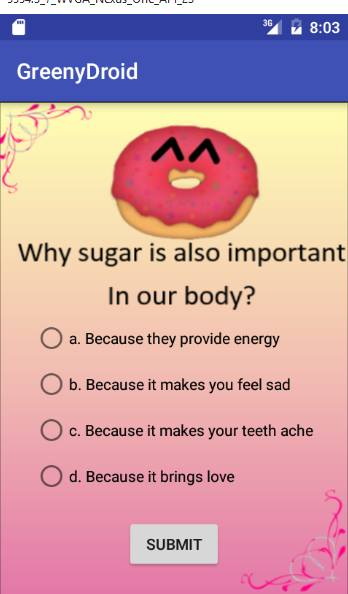 3G 8:03
GreenyDroid
Why sugar is also important
In our body?
a. Because they provide energy
b. Because it makes you feel sad
c. Because it makes your teeth ache
d. Because it brings love
SUBMIT